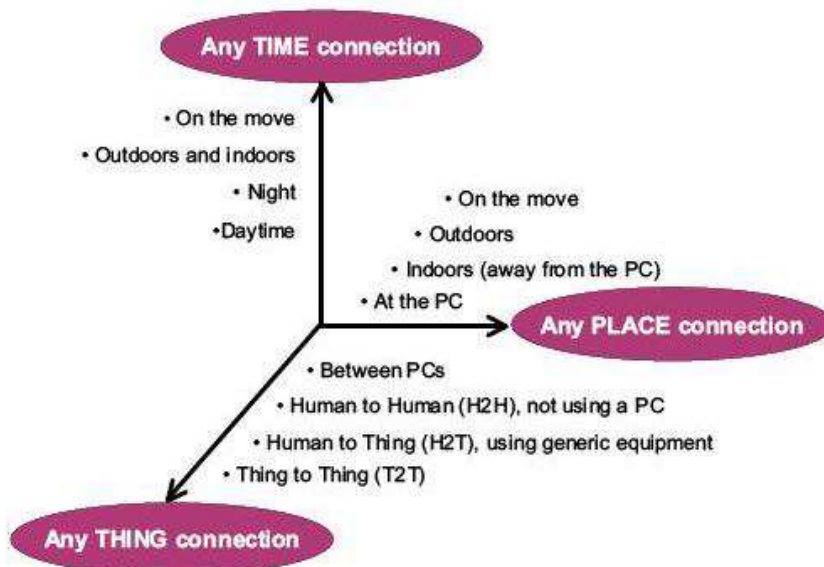 Any TIME connection
• On the move
• Outdoors and indoors
• Night
•Daytime
• On the move
• Outdoors
• Indoors (away from the PC)
• At the PC
Any PLACE connection
• Between PCs
• Human to Human (H2H), not using a PC
• Human to Thing (H2T), using generic equipment
• Thing to Thing (T2T)
Any THING connection